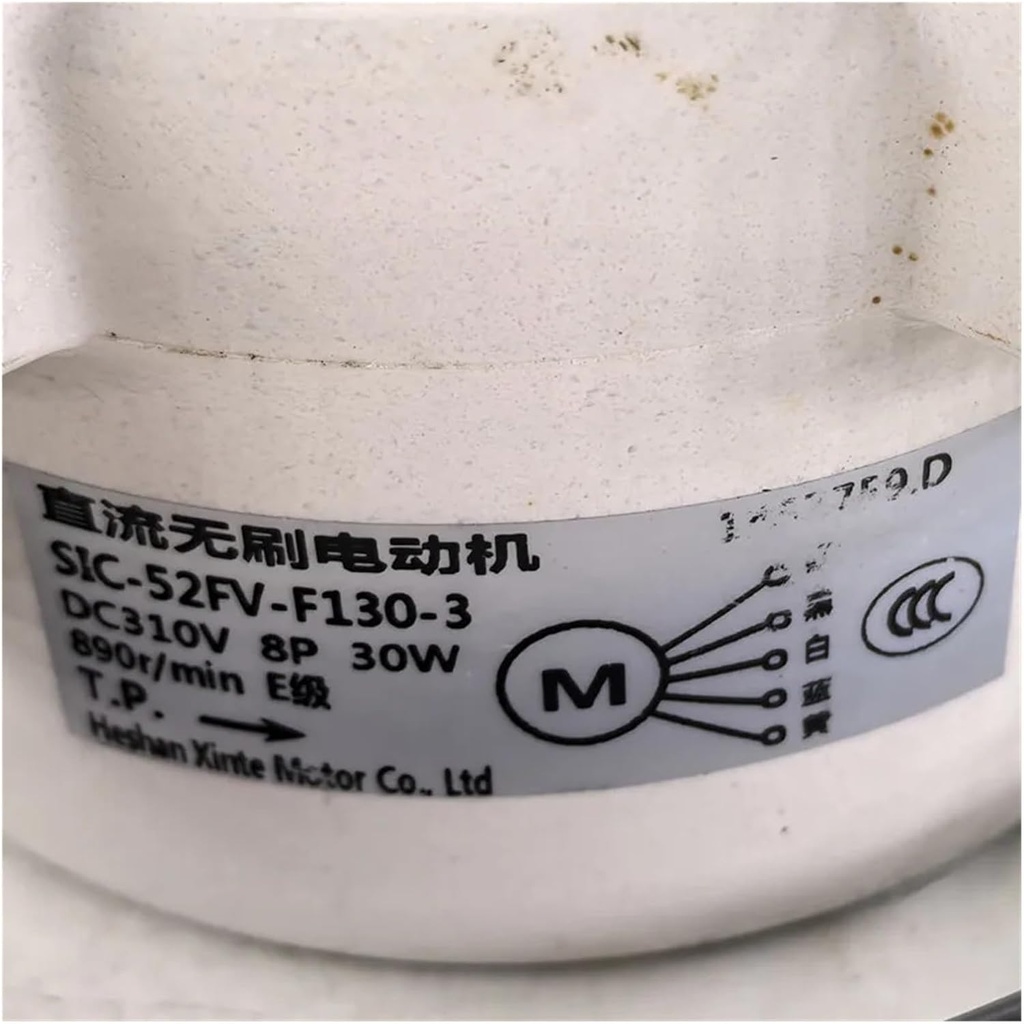 直流无刷电动机
SIC-52FV-F130-3
DC310V 8P 30W
890r/min E级
T.P.
Heshan Xinte Motor Co., Ltd
M
黑
白
蓝
黄
CCC